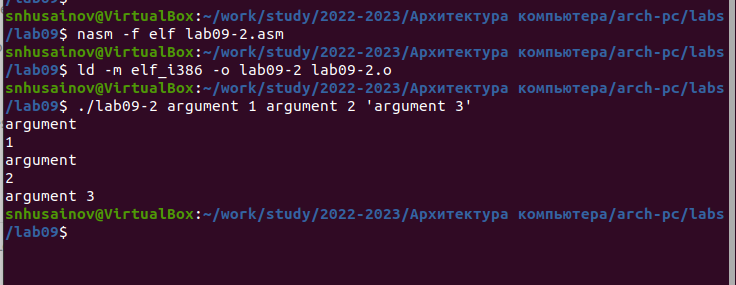 snhusainov@VirtualBox:~/work/study/2022-2023/Архитектура компьютера/arch-pc/labs
/lab09$ nasm -f elf lab09-2.asm
snhusainov@VirtualBox:~/work/study/2022-2023/Архитектура компьютера/arch-pc/labs
/lab09$ ld -m elf_i386 -o lab09-2 lab09-2.o
snhusainov@VirtualBox:~/work/study/2022-2023/Архитектура компьютера/arch-pc/labs
/lab09$ ./lab09-2 argument 1 argument 2 'argument 3'
argument
1
argument
2
argument 3
snhusainov@VirtualBox:~/work/study/2022-2023/Архитектура компьютера/arch-pc/labs
/lab09$